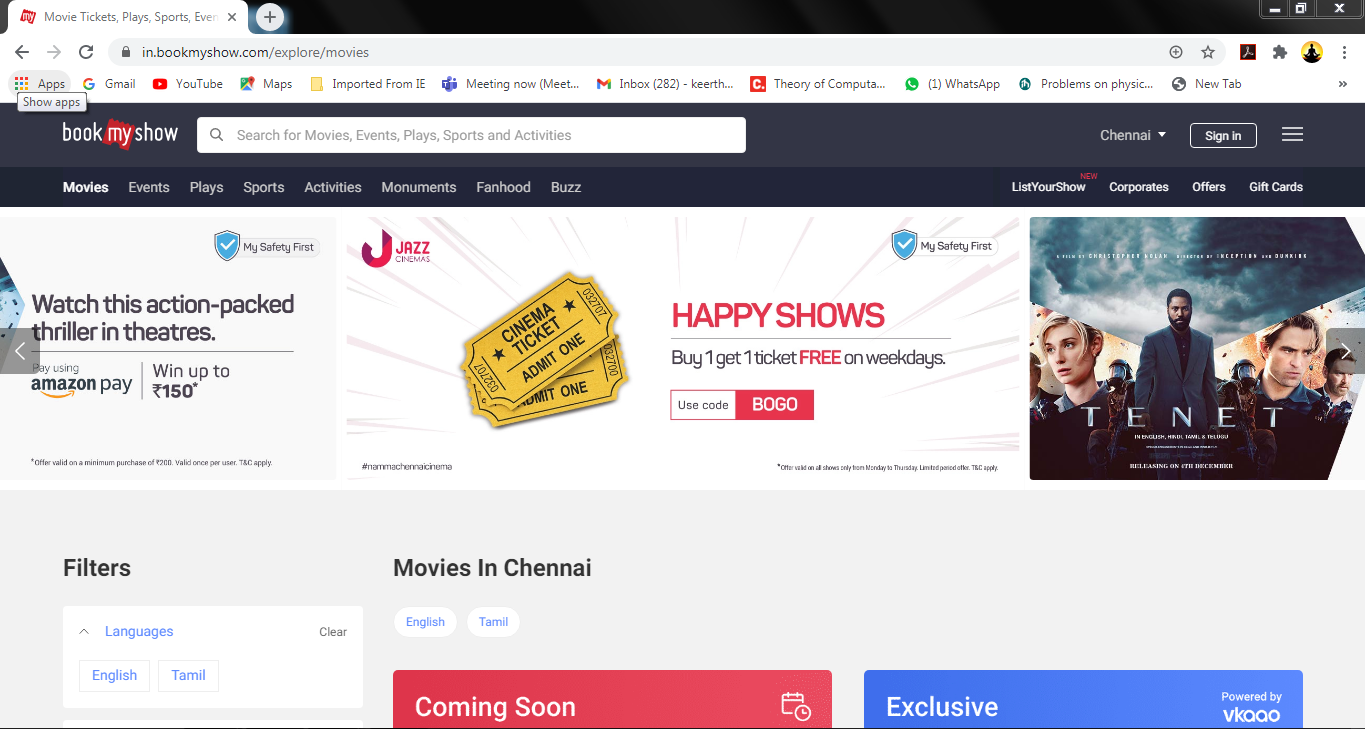 Movie Tickets, Plays, Sports, Even
in.bookmyshow.com/explore/movies
Apps
Gmail
YouTube
Maps
Imported From IE
Meeting now (Meet...
Inbox (282) - keerth...
Theory of Computa...
(1) WhatsApp
Problems on physic...
New Tab
Show apps
book my show
Search for Movies, Events, Plays, Sports and Activities
Chennai
Sign in
Movies
Events
Plays
Sports
Activities
Monuments
Fanhood
Buzz
ListYourShow
NEW
Corporates
Offers
Gift Cards
My Safety First
Watch this action-packed
thriller in theatres.
Pay using
amazon pay
Win up to
₹150*
*Offer valid on a minimum purchase of ₹200. Valid once per user. T&C apply.
JAZZ
CINEMAS
My Safety First
032707
CINEMA
TICKET
ADMIT ONE
032707
032700
ADMIT ONE
HAPPY SHOWS
Buy 1 get 1 ticket FREE on weekdays.
Use code
BOGO
#nammachennaicinema
*Offer valid on all shows only from Monday to Thursday. Limited period offer. T&C apply.
A FILM BY CHRISTOPHER NOLAN DIRECTOR OF INCEPTION AND DUNKIRK
TENET
IN ENGLISH, HINDI, TAMIL & TELUGU
RELEASING ON 4TH DECEMBER
Filters
Languages
Clear
English
Tamil
Movies In Chennai
English
Tamil
Coming Soon
Exclusive
Powered by
vkaao